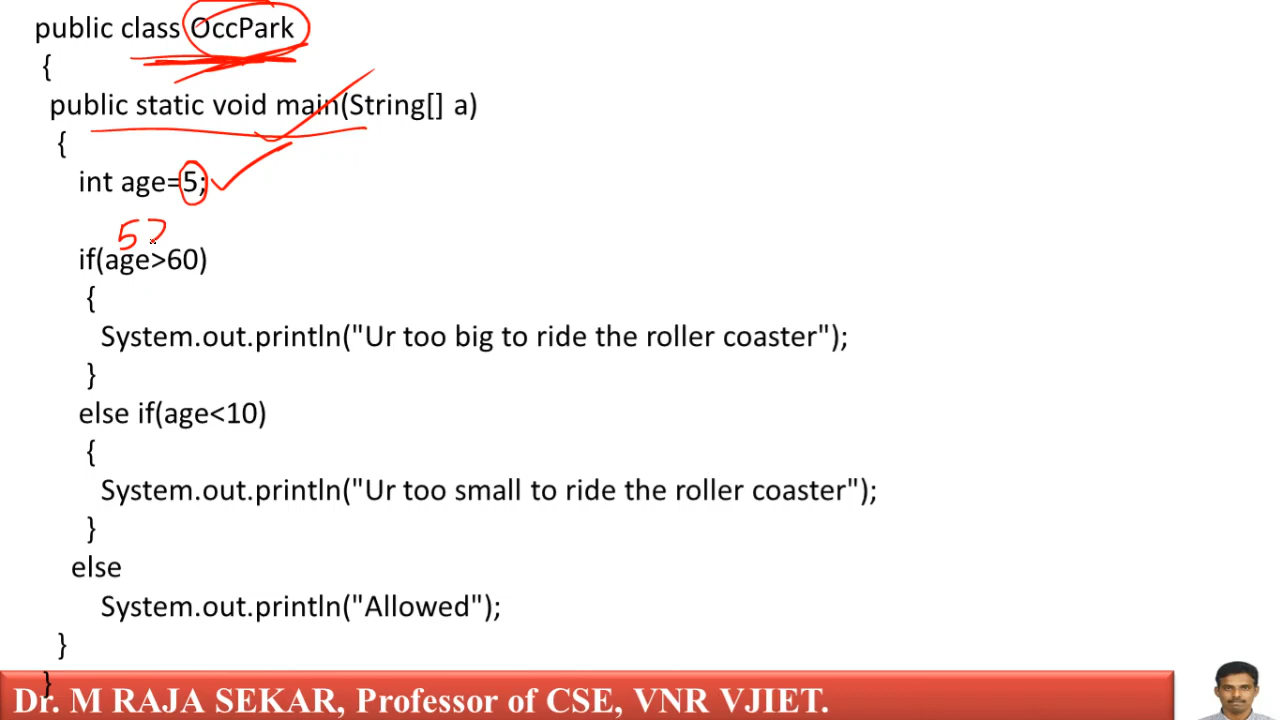 public class OccPark
{
public static void main(String[] a)
{
int age=5;
5>
if(age>60)
{
System.out.println("Ur too big to ride the roller coaster");
}
else if(age<10)
{
System.out.println("Ur too small to ride the roller coaster");
}
else
System.out.println("Allowed");
}
}
Dr. M RAJA SEKAR, Professor of CSE, VNR VJIET.